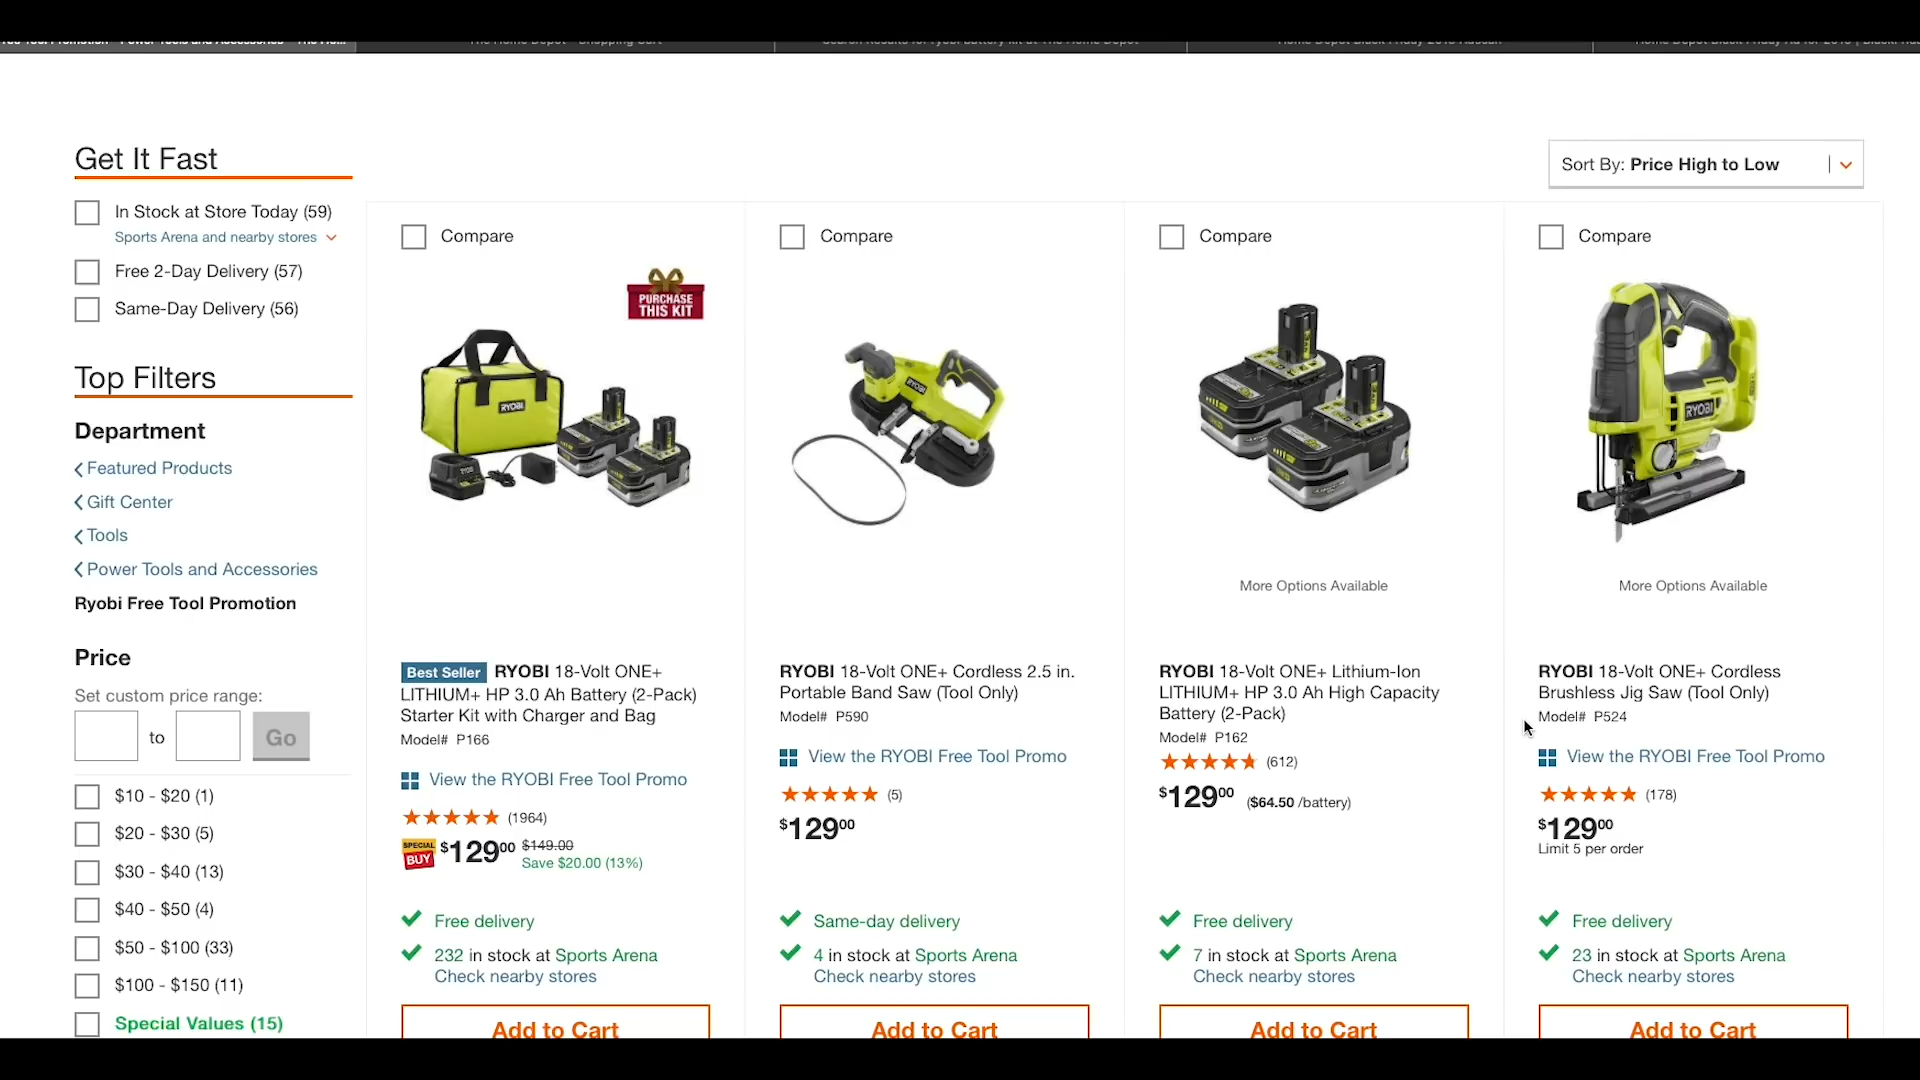 Get It Fast
Sort By: Price High to Low
In Stock at Store Today (59)
Sports Arena and nearby stores
Free 2-Day Delivery (57)
Same-Day Delivery (56)
Top Filters
Department
Featured Products
Gift Center
Tools
Power Tools and Accessories
Ryobi Free Tool Promotion
Price
Set custom price range:
to
Go
$10 - $20 (1)
$20 - $30 (5)
$30 - $40 (13)
$40 - $50 (4)
$50 - $100 (33)
$100 - $150 (11)
Special Values (15)
Compare
PURCHASE
THIS KIT
RYOBI
Best Seller RYOBI 18-Volt ONE+
LITHIUM+ HP 3.0 Ah Battery (2-Pack)
Starter Kit with Charger and Bag
Model# P166
View the RYOBI Free Tool Promo
(1964)
SPECIAL
BUY
$12900 $149.00
Save $20.00 (13%)
Free delivery
232 in stock at Sports Arena
Check nearby stores
Add to Cart
Compare
RYOBI
RYOBI 18-Volt ONE+ Cordless 2.5 in.
Portable Band Saw (Tool Only)
Model# P590
View the RYOBI Free Tool Promo
(5)
$12900
Same-day delivery
4 in stock at Sports Arena
Check nearby stores
Add to Cart
Compare
More Options Available
RYOBI 18-Volt ONE+ Lithium-Ion
LITHIUM+ HP 3.0 Ah High Capacity
Battery (2-Pack)
Model# P162
(612)
$12900 ($64.50 /battery)
Free delivery
7 in stock at Sports Arena
Check nearby stores
Add to Cart
Compare
RYOBI
More Options Available
RYOBI 18-Volt ONE+ Cordless
Brushless Jig Saw (Tool Only)
Model# P524
View the RYOBI Free Tool Promo
(178)
$12900
Limit 5 per order
Free delivery
23 in stock at Sports Arena
Check nearby stores
Add to Cart